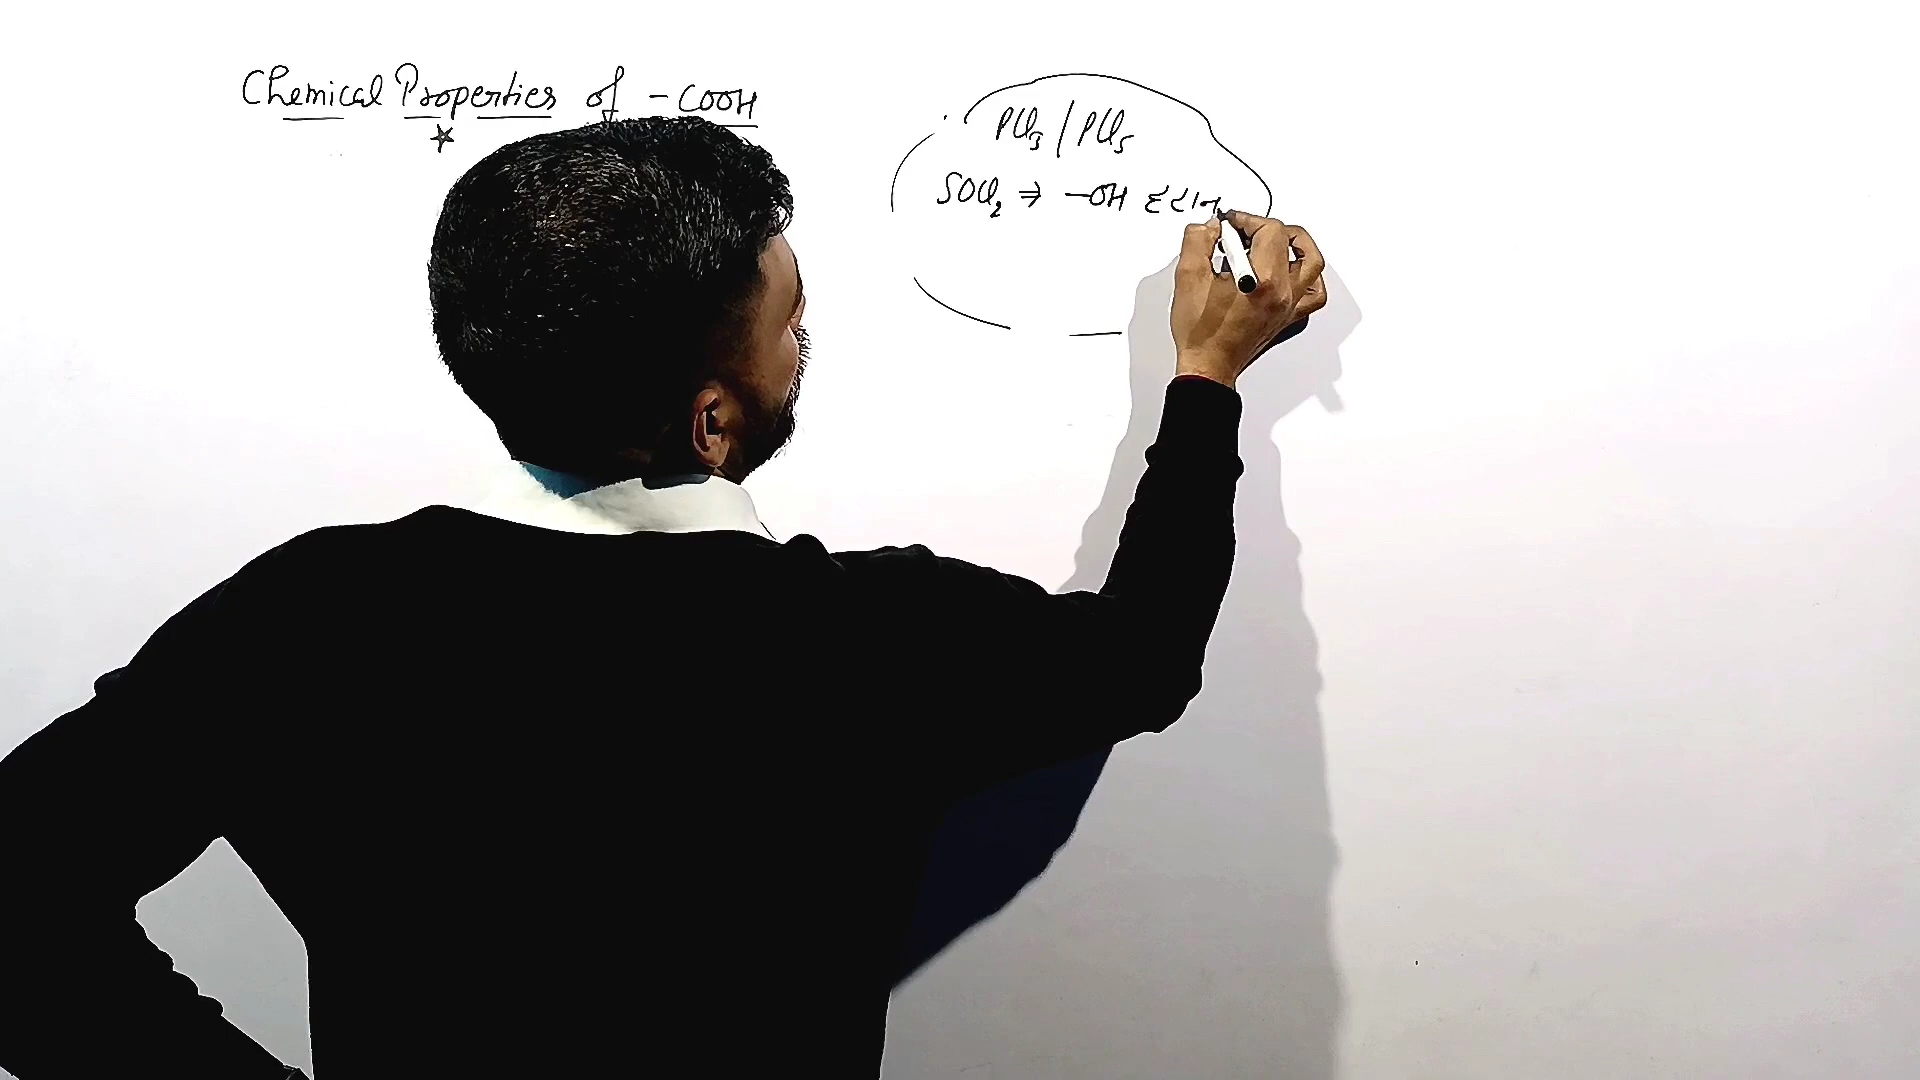 Chemical Properties of -COOH
PCl3 / PCl5
SOCl2 ⇒ -OH